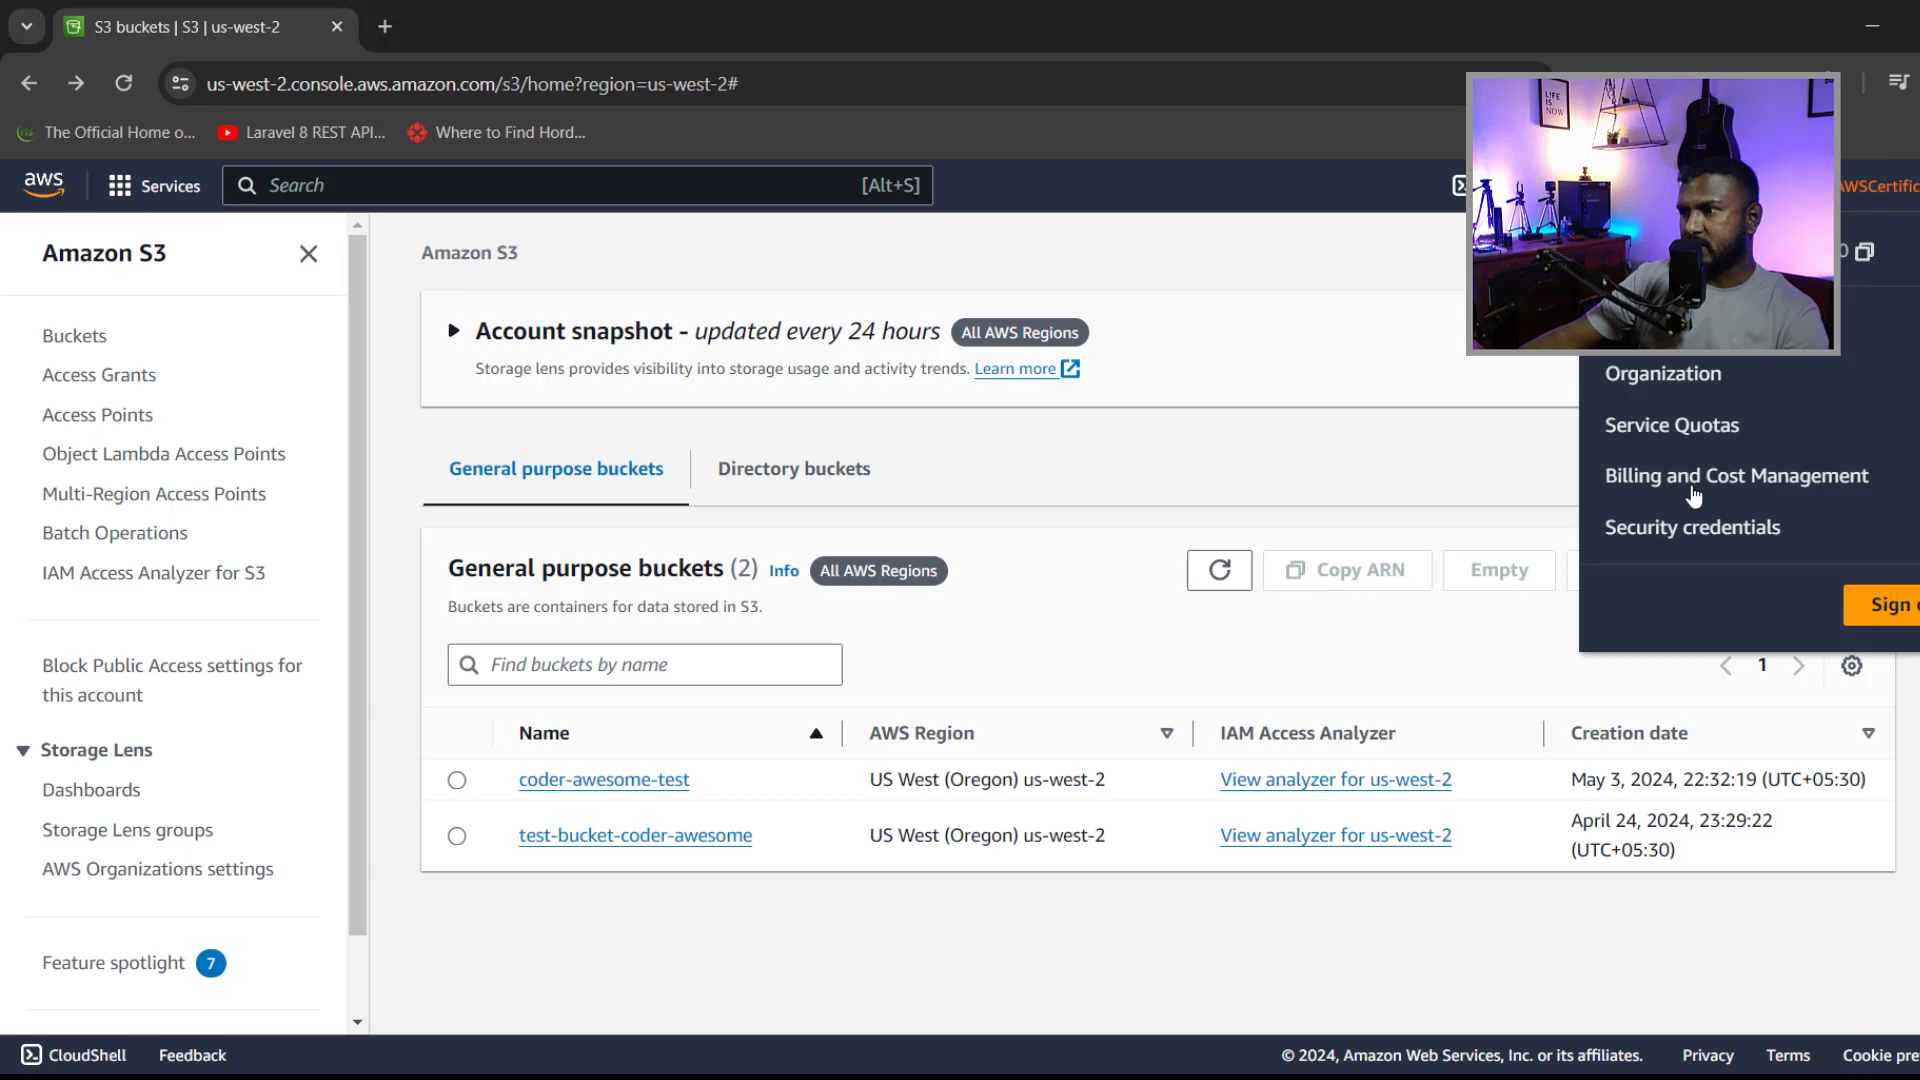 S3 buckets | S3 | us-west-2
us-west-2.console.aws.amazon.com/s3/home?region=us-west-2#
The Official Home o...
Laravel 8 REST API...
Where to Find Hord...
aws
Services
Search
[Alt+S]
LIFE IS NOW
Amazon S3
Buckets
Access Grants
Access Points
Object Lambda Access Points
Multi-Region Access Points
Batch Operations
IAM Access Analyzer for S3
Block Public Access settings for
this account
Storage Lens
Dashboards
Storage Lens groups
AWS Organizations settings
Feature spotlight 7
Amazon S3
Account snapshot - updated every 24 hours All AWS Regions
Storage lens provides visibility into storage usage and activity trends. Learn more
General purpose buckets
Directory buckets
General purpose buckets (2) Info All AWS Regions
Buckets are containers for data stored in S3.
Copy ARN
Empty
Find buckets by name
1
Name AWS Region IAM Access Analyzer Creation date
coder-awesome-test US West (Oregon) us-west-2 View analyzer for us-west-2 May 3, 2024, 22:32:19 (UTC+05:30)
test-bucket-coder-awesome US West (Oregon) us-west-2 View analyzer for us-west-2 April 24, 2024, 23:29:22
(UTC+05:30)
Organization
Service Quotas
Billing and Cost Management
Security credentials
Sign
CloudShell
Feedback
© 2024, Amazon Web Services, Inc. or its affiliates.
Privacy
Terms
Cookie pre